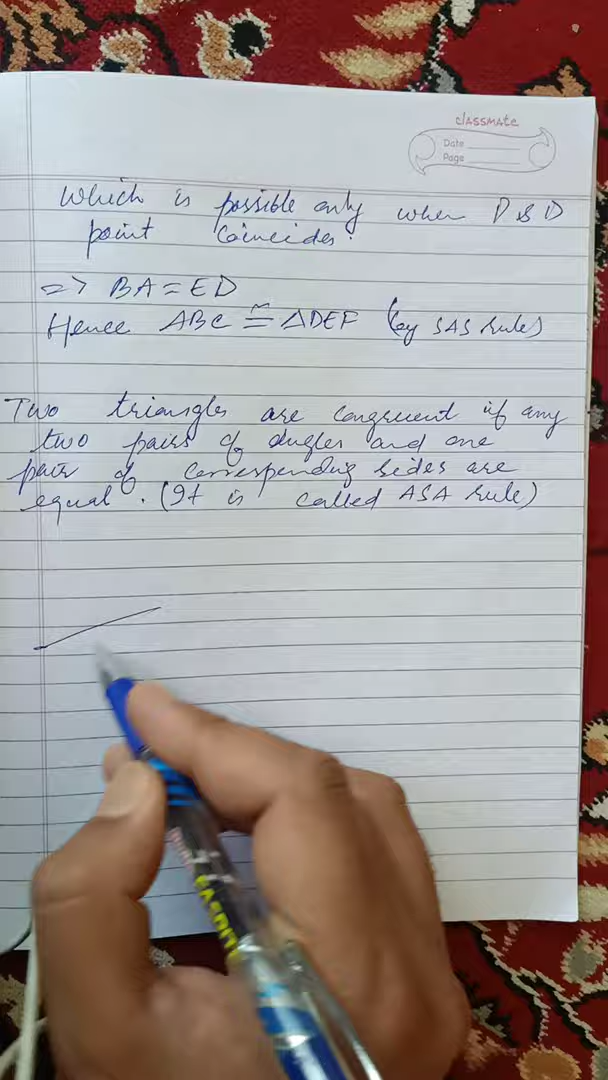 classmate
Date
Page
which is possible only when P & D
point coincides.
=> BA = ED
Hence ABC ≅ ΔDEF (by SAS rule)
Two triangles are congruent if any
two pairs of angles and one
pair of corresponding sides are
equal. (It is called ASA rule)